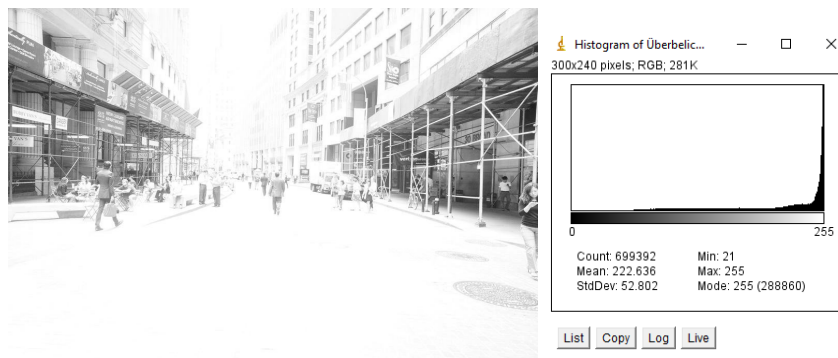 Histogram of Überbelic...
300x240 pixels; RGB; 281K
0
255
Count: 699392
Min: 21
Mean: 222.636
Max: 255
StdDev: 52.802
Mode: 255 (288860)
List
Copy
Log
Live